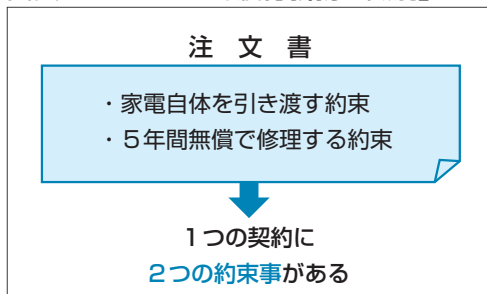 注 文 書
・家電自体を引き渡す約束
・５年間無償で修理する約束
１つの契約に
２つの約束事がある